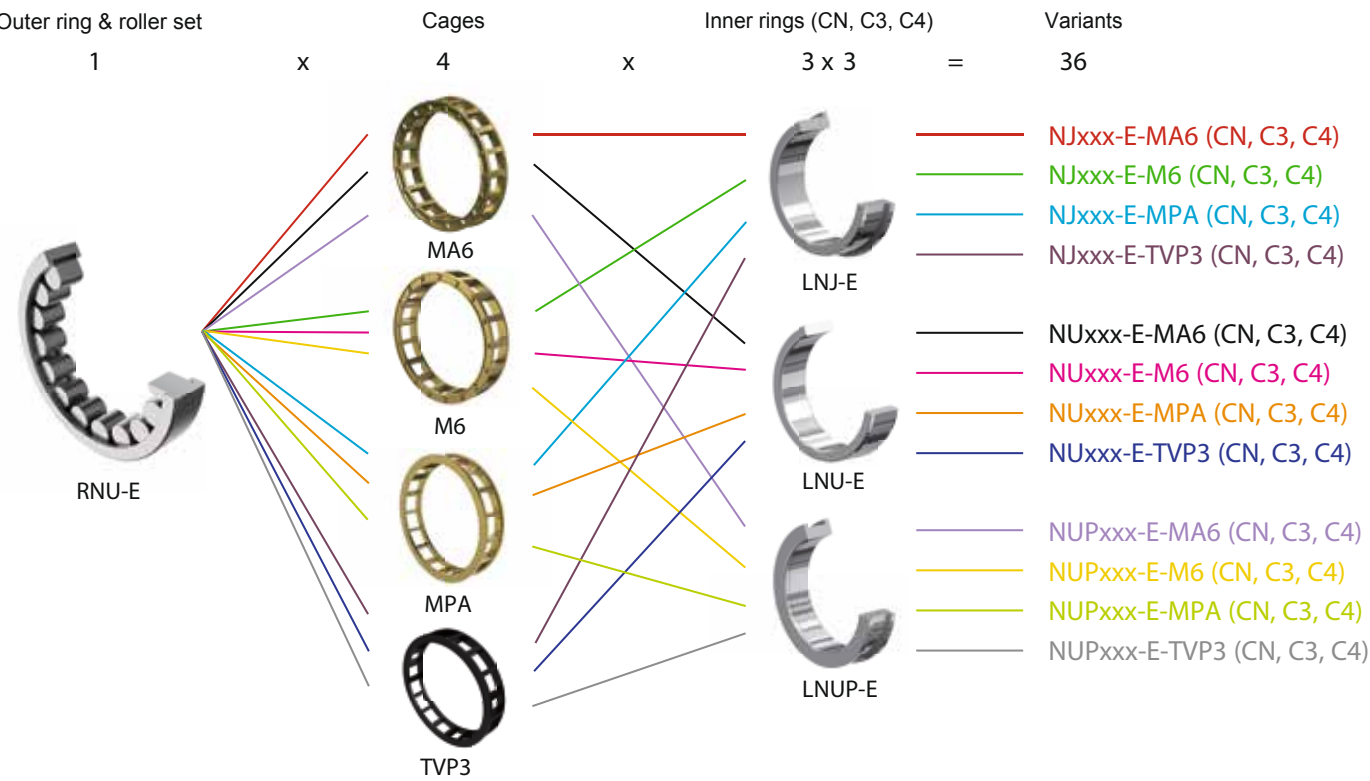 Outer ring & roller set Cages Inner rings (CN, C3, C4) Variants
1 x 4 x 3 x 3 = 36
NJxxx-E-MA6 (CN, C3, C4)
NJxxx-E-M6 (CN, C3, C4)
NJxxx-E-MPA (CN, C3, C4)
MA6
NJxxx-E-TVP3 (CN, C3, C4)
LNJ-E
NUxxx-E-MA6 (CN, C3, C4)
NUxxx-E-M6 (CN, C3, C4)
NUxxx-E-MPA (CN, C3, C4)
M6
NUxxx-E-TVP3 (CN, C3, C4)
LNU-E
RNU-E
NUPxxx-E-MA6 (CN, C3, C4)
NUPxxx-E-M6 (CN, C3, C4)
MPA
NUPxxx-E-MPA (CN, C3, C4)
NUPxxx-E-TVP3 (CN, C3, C4)
LNUP-E
TVP3